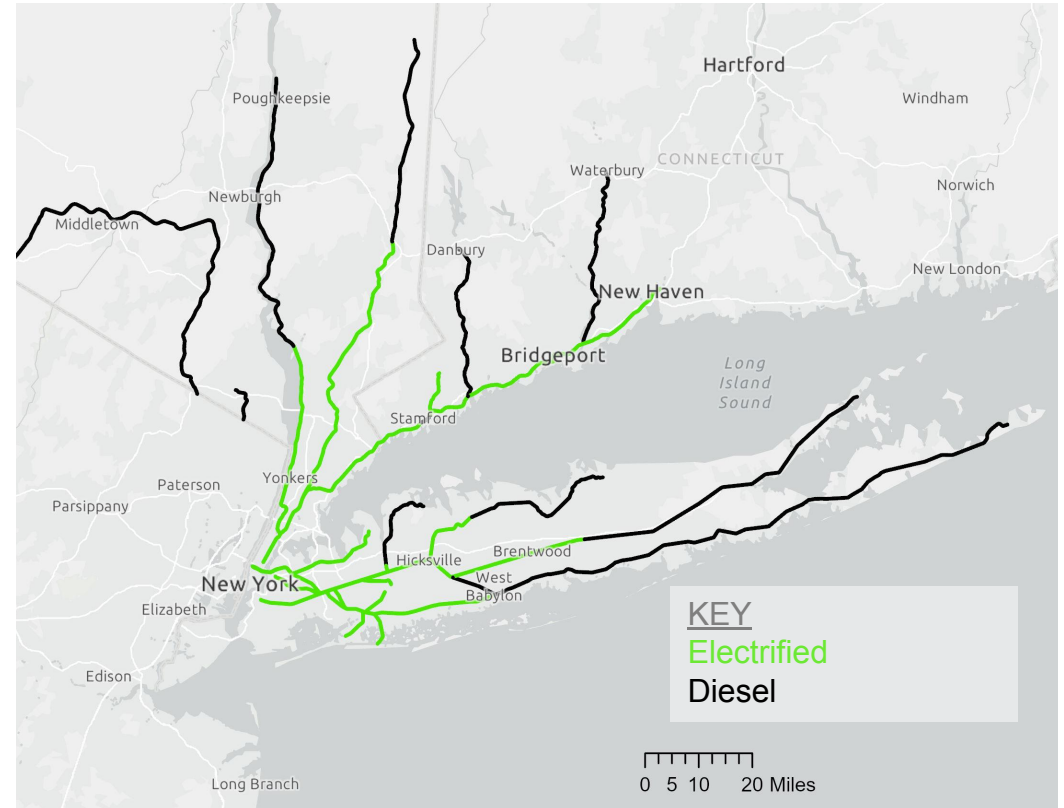 Hartford
Poughkeepsie
Windham
CONNECTICUT
Waterbury
Norwich
Newburgh
Middletown
Danbury
New London
New Haven
Bridgeport
Long
Island
Sound
Stamford
Yonkers
Paterson
Parsippany
Brentwood
Hicksville
West
Babylon
New York
Elizabeth
KEY
Electrified
Diesel
Edison
Long Branch
0 5 10 20 Miles